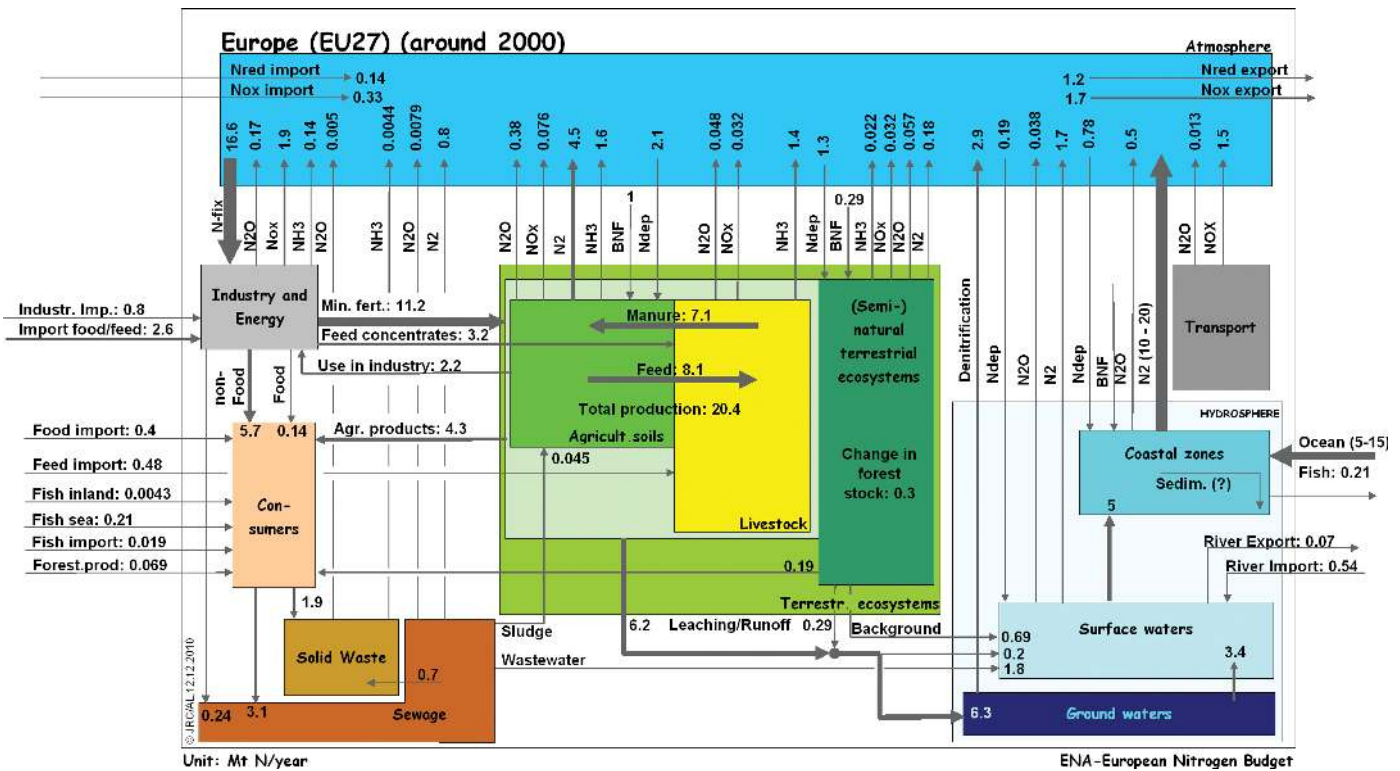 Europe (EU27) (around 2000)
Atmosphere
Nred import
0.14
Nox import
0.33
1.2
Nred export
1.7
Nox export
16.6
0.17
1.9
0.14
0.005
0.0044
0.0079
0.8
0.38
0.076
4.5
1.6
2.1
0.048
0.032
1.4
1.3
0.022
0.032
0.057
0.18
2.9
0.19
0.038
1.7
0.78
0.5
0.013
1.5
1
0.29
N-fix
N2O
Nox
NH3
N2O
NH3
N2O
N2
N2O
NOx
N2
NH3
BNF
Ndep
N2O
NOx
NH3
Ndep
BNF
NH3
NOx
N2O
N2
Denitrification
Ndep
N2O
N2
Ndep
BNF
N2O
N2 (10 - 20)
N2O
NOX
Industry and
Energy
Industr. Imp.: 0.8
Import food/feed: 2.6
Min. fert.: 11.2
Feed concentrates: 3.2
Use in industry: 2.2
Manure: 7.1
Feed: 8.1
Total production: 20.4
Agricult.soils
Livestock
(Semi-)
natural
terrestrial
ecosystems
Change in
forest
stock: 0.3
Transport
HYDROSPHERE
non-
Food
Food
Food import: 0.4
Feed import: 0.48
Fish inland: 0.0043
Fish sea: 0.21
Fish import: 0.019
Forest.prod: 0.069
5.7
0.14
Con-
sumers
Agr. products: 4.3
0.045
0.19
Terrestr. ecosystems
Coastal zones
Sedim. (?)
5
Ocean (5-15)
Fish: 0.21
River Export: 0.07
River Import: 0.54
1.9
Solid Waste
0.7
Sewage
0.24
3.1
Sludge
Wastewater
6.2
Leaching/Runoff
0.29
Background
0.69
0.2
1.8
Surface waters
3.4
6.3
Ground waters
© JRC/AL 12.12.2010
Unit: Mt N/year
ENA-European Nitrogen Budget